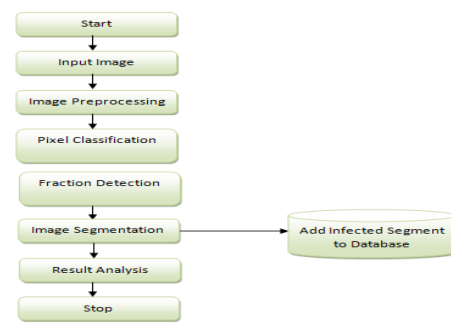 Start
Input Image
Image Preprocessing
Pixel Classification
Fraction Detection
Image Segmentation
Add Infected Segment
to Database
Result Analysis
Stop